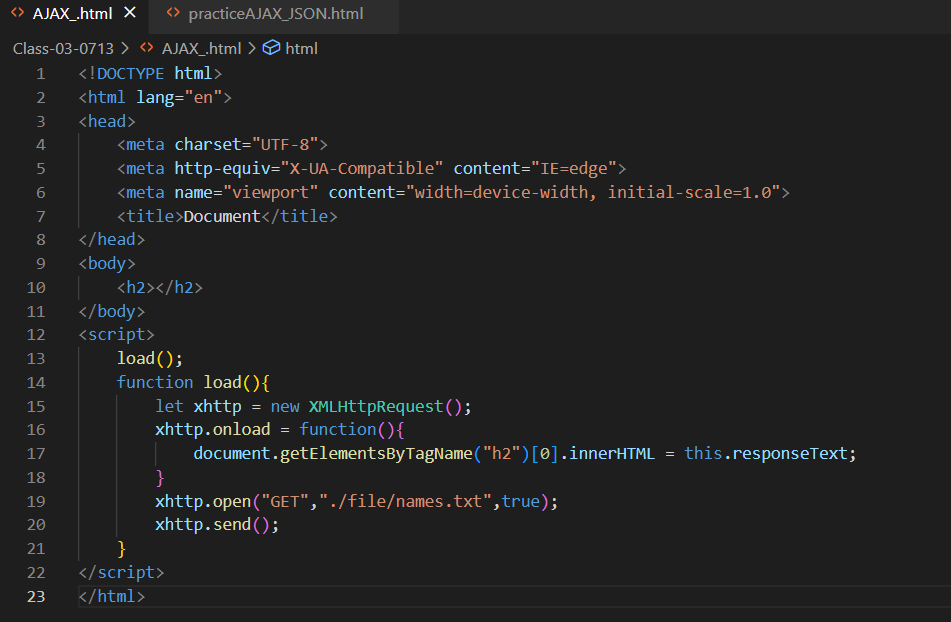 AJAX_.html practiceAJAX_JSON.html
Class-03-0713 > AJAX_.html > html
1 <!DOCTYPE html>
2 <html lang="en">
3 <head>
4     <meta charset="UTF-8">
5     <meta http-equiv="X-UA-Compatible" content="IE=edge">
6     <meta name="viewport" content="width=device-width, initial-scale=1.0">
7     <title>Document</title>
8 </head>
9 <body>
10     <h2></h2>
11 </body>
12 <script>
13     load();
14     function load(){
15         let xhttp = new XMLHttpRequest();
16         xhttp.onload = function(){
17             document.getElementsByTagName("h2")[0].innerHTML = this.responseText;
18         }
19         xhttp.open("GET","./file/names.txt",true);
20         xhttp.send();
21     }
22 </script>
23 </html>